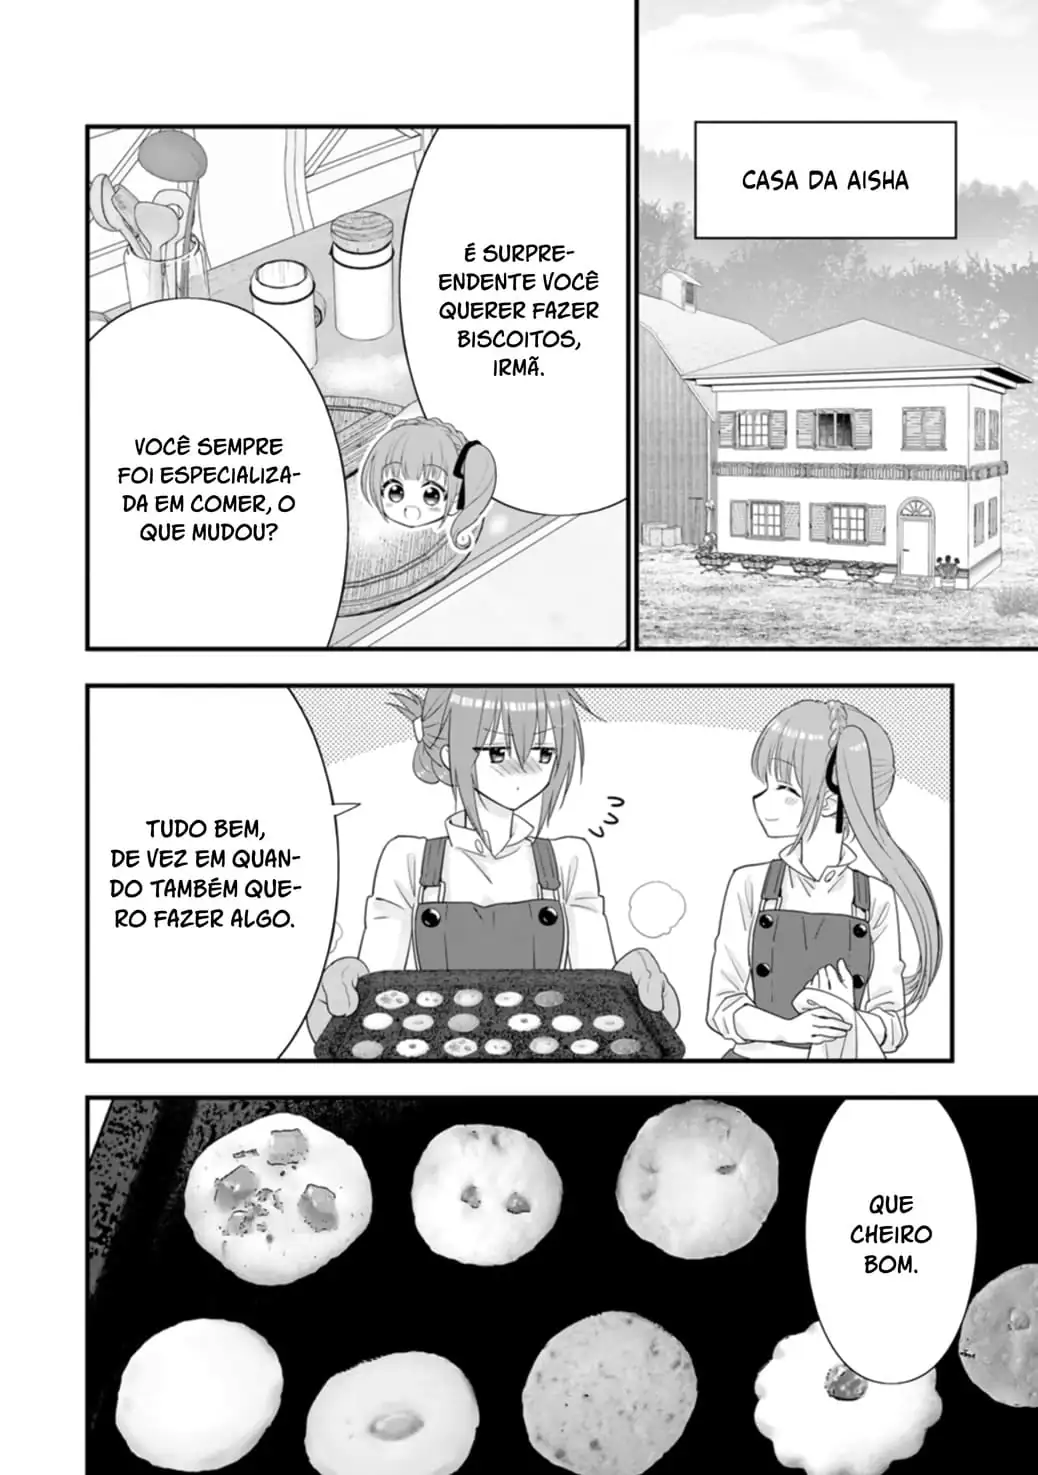 CASA DA AISHA
É SURPRE-
ENDENTE VOCÊ
QUERER FAZER
BISCOITOS,
IRMÃ.
VOCÊ SEMPRE
FOI ESPECIALIZA-
DA EM COMER, O
QUE MUDOU?
TUDO BEM,
DE VEZ EM QUAN-
DO TAMBÉM QUE-
RO FAZER ALGO.
QUE
CHEIRO
BOM.